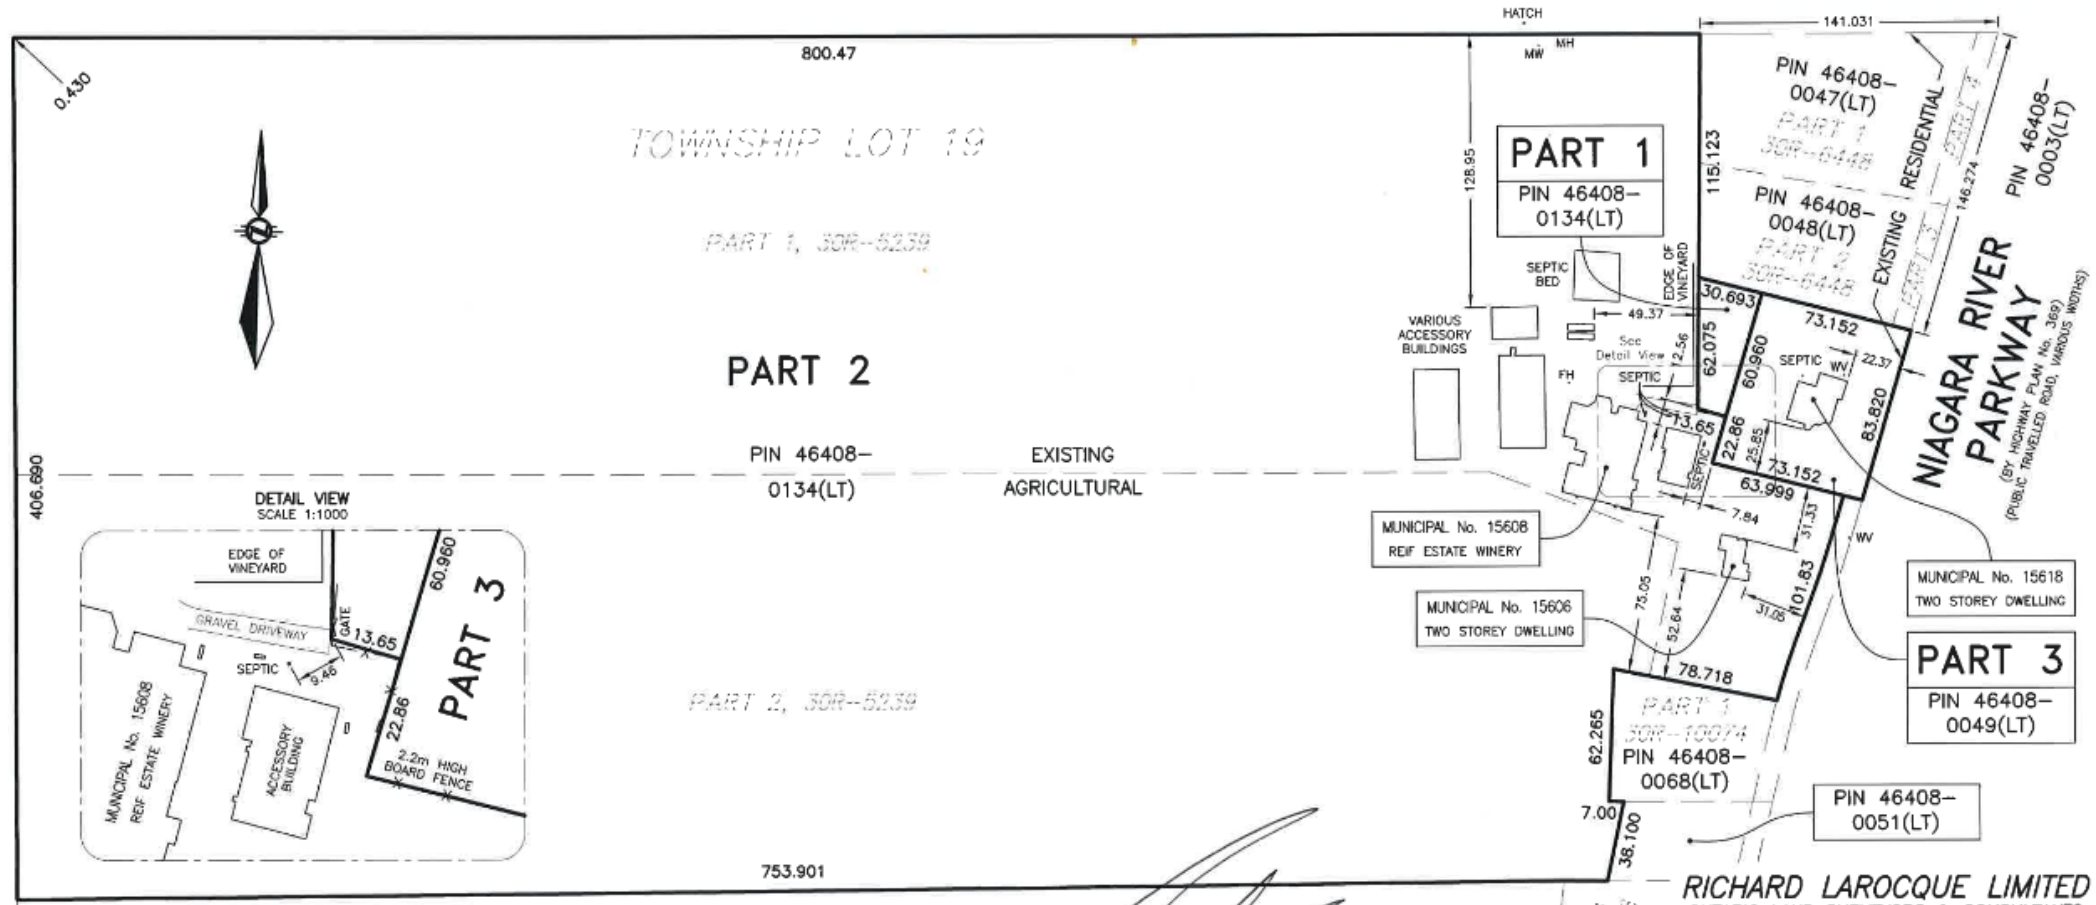 HATCH
141.031
800.47
MW
MH
0.430
TOWNSHIP LOT 19
PART 1, 30R-5239
128.95
115.123
PART 1
PIN 46408-
0134(LT)
PIN 46408-
0047(LT)
PART 1
30R-6448
PIN 46408-
0048(LT)
PART 2
30R-6448
EXISTING RESIDENTIAL
PART 4
PART 3
146.274
PIN 46408-
0003(LT)
NIAGARA RIVER
PARKWAY
(BY HIGHWAY PLAN No. 369)
(PUBLIC TRAVELLED ROAD, VARIOUS WIDTHS)
SEPTIC
BED
EDGE OF
VINEYARD
30.693
49.37
VARIOUS
ACCESSORY
BUILDINGS
See
Detail View
12.56
62.075
60.960
73.152
SEPTIC
WV
22.37
83.820
FH
SEPTIC
13.65
22.86
25.85
SEPTIC
73.152
63.999
7.84
31.33
WV
PART 2
PIN 46408-
0134(LT)
EXISTING
AGRICULTURAL
406.690
MUNICIPAL No. 15608
REIF ESTATE WINERY
MUNICIPAL No. 15606
TWO STOREY DWELLING
75.05
52.64
31.05
101.83
78.718
MUNICIPAL No. 15618
TWO STOREY DWELLING
PART 3
PIN 46408-
0049(LT)
DETAIL VIEW
SCALE 1:1000
EDGE OF
VINEYARD
GRAVEL DRIVEWAY
GATE
13.65
60.960
PART 3
SEPTIC
9.46
22.86
MUNICIPAL No. 15608
REIF ESTATE WINERY
ACCESSORY
BUILDING
2.2m HIGH
BOARD FENCE
PART 2, 30R-5239
PART 1
30R-10074
PIN 46408-
0068(LT)
62.265
7.00
38.100
PIN 46408-
0051(LT)
753.901
RICHARD LAROCQUE LIMITED